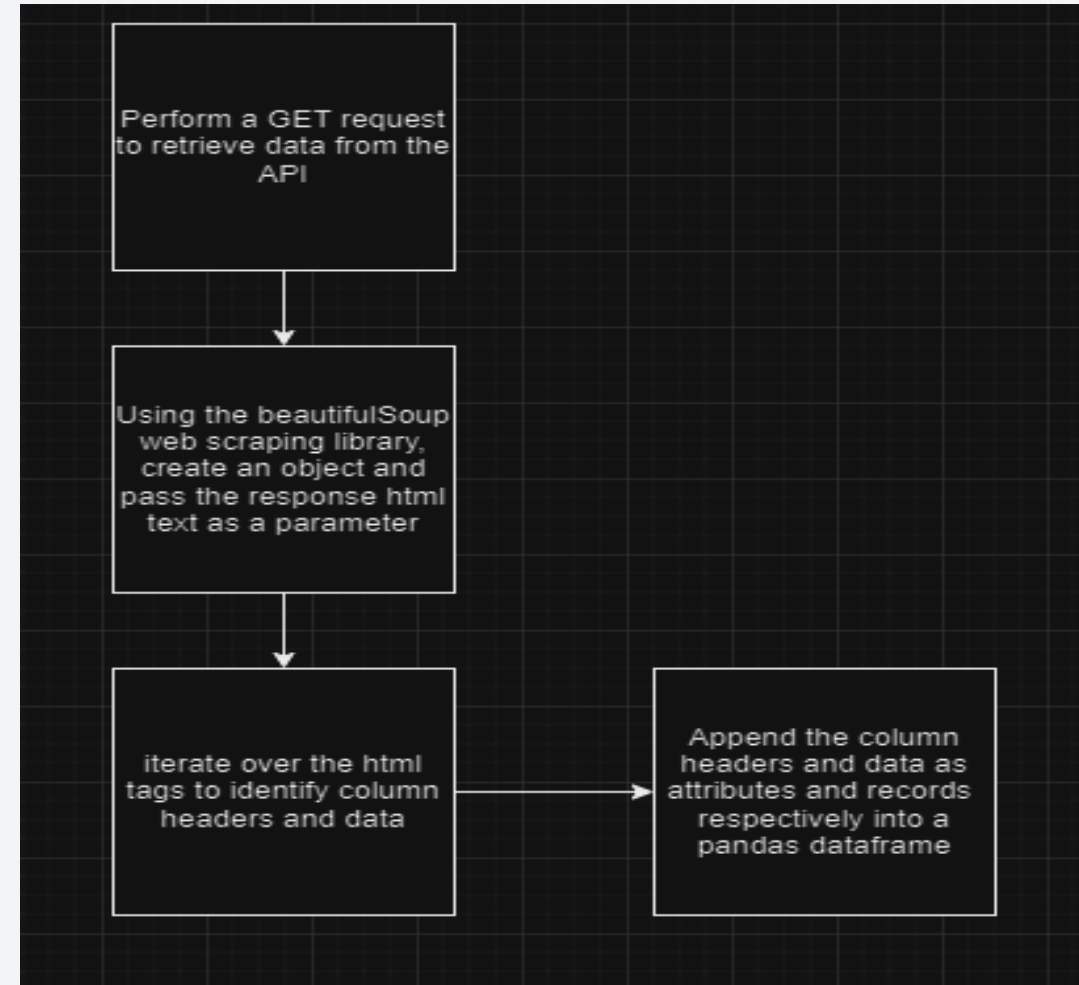 Perform a GET request
to retrieve data from the
API
Using the beautifulSoup
web scraping library,
create an object and
pass the response html
text as a parameter
iterate over the html
tags to identify column
headers and data
Append the column
headers and data as
attributes and records
respectively into a
pandas dataframe